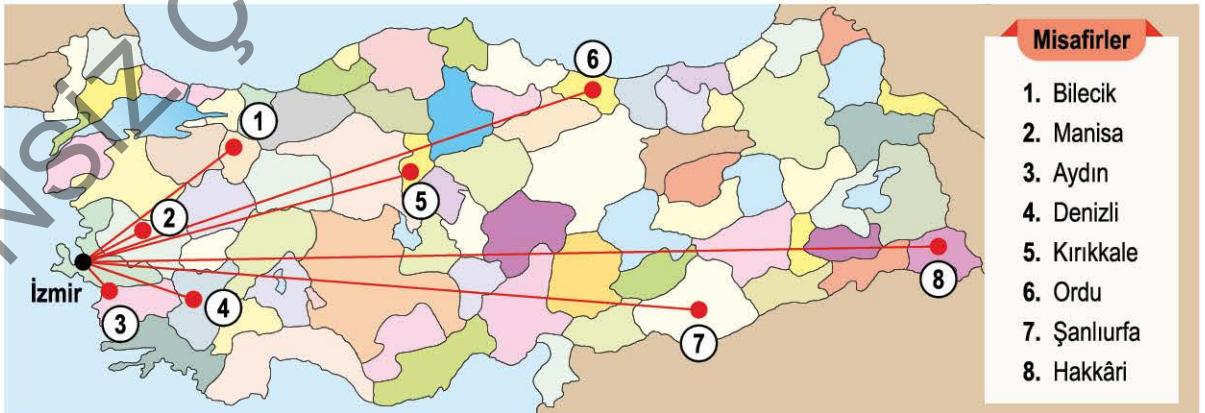 İzmir
1
2
3
4
5
6
7
8
Misafirler
1. Bilecik
2. Manisa
3. Aydın
4. Denizli
5. Kırıkkale
6. Ordu
7. Şanlıurfa
8. Hakkâri